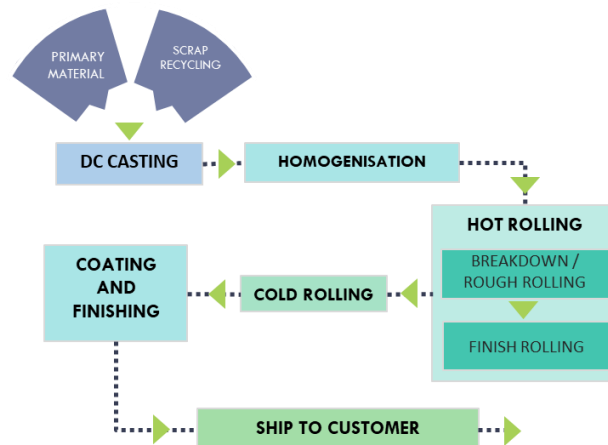 PRIMARY
MATERIAL
SCRAP
RECYCLING
DC CASTING
HOMOGENISATION
HOT ROLLING
BREAKDOWN /
ROUGH ROLLING
FINISH ROLLING
COLD ROLLING
COATING
AND
FINISHING
SHIP TO CUSTOMER